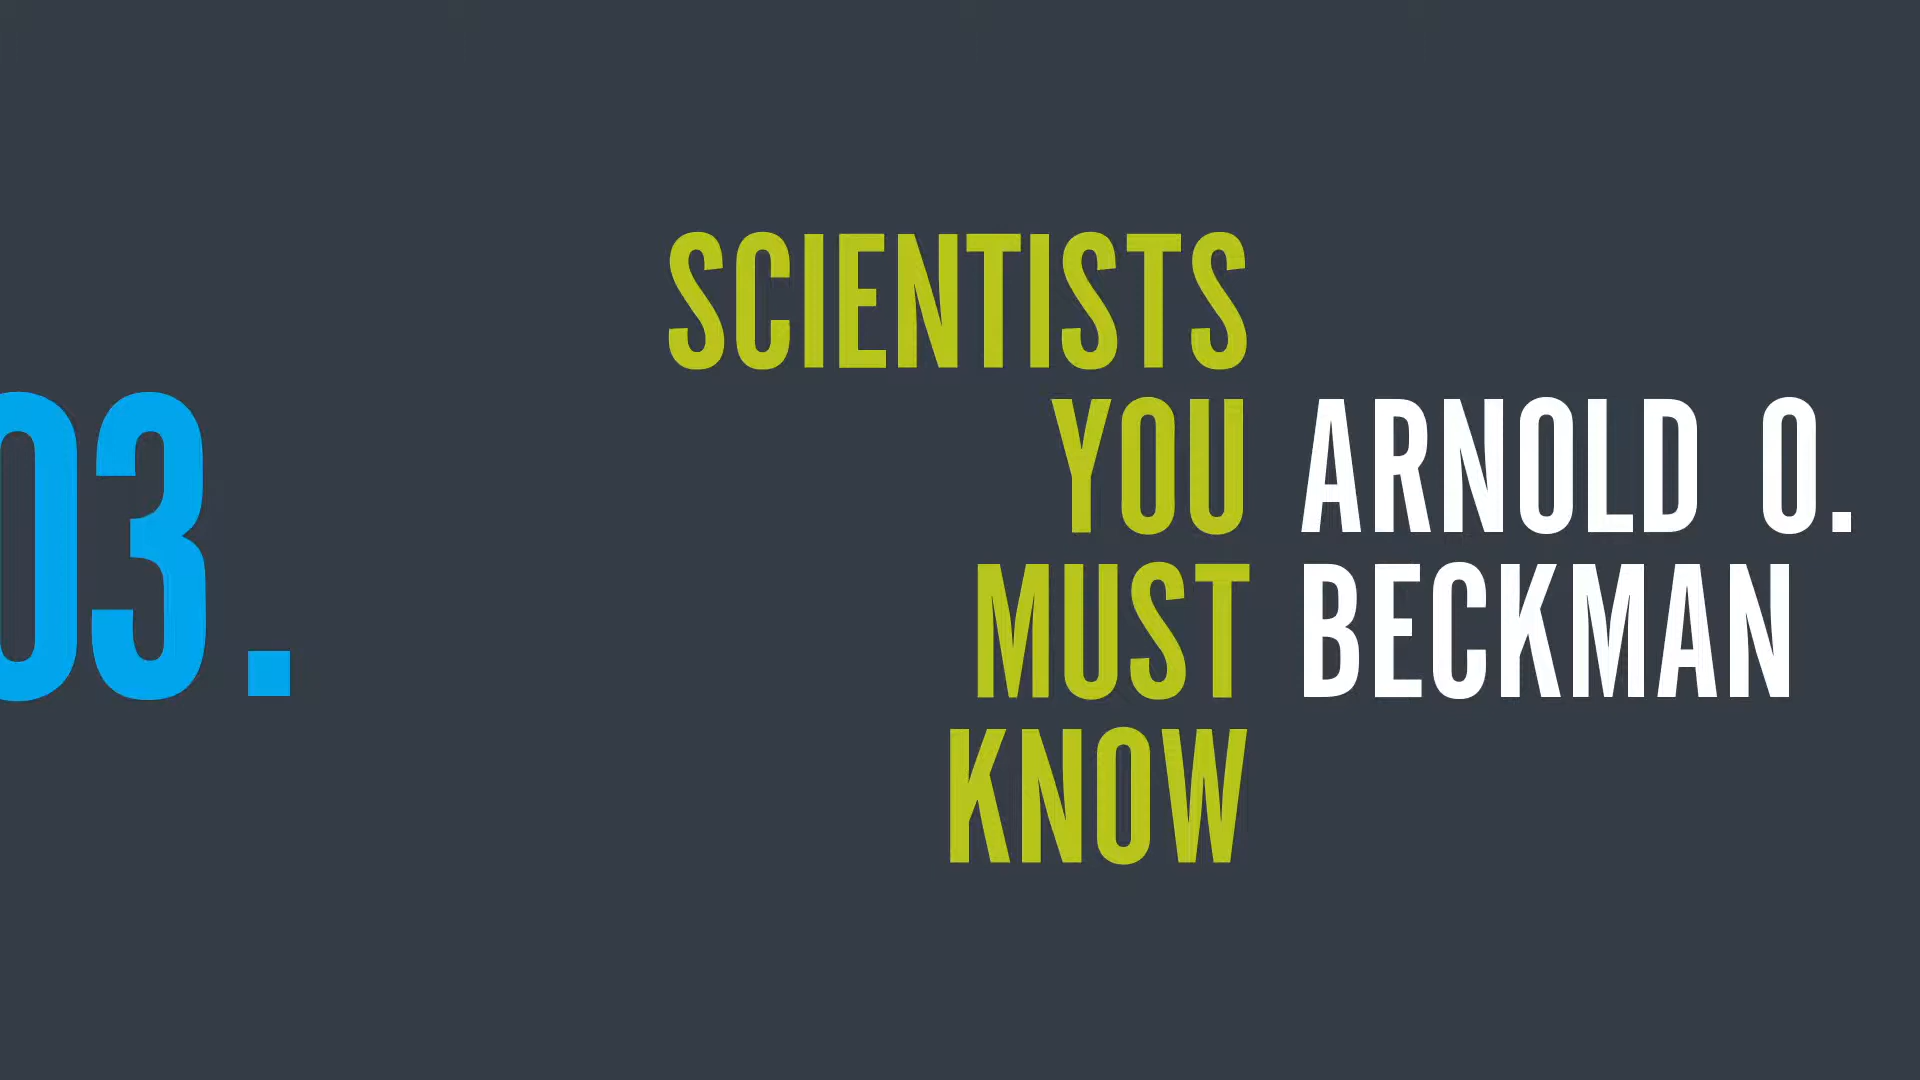 03.
SCIENTISTS
YOU
MUST
KNOW
ARNOLD O.
BECKMAN